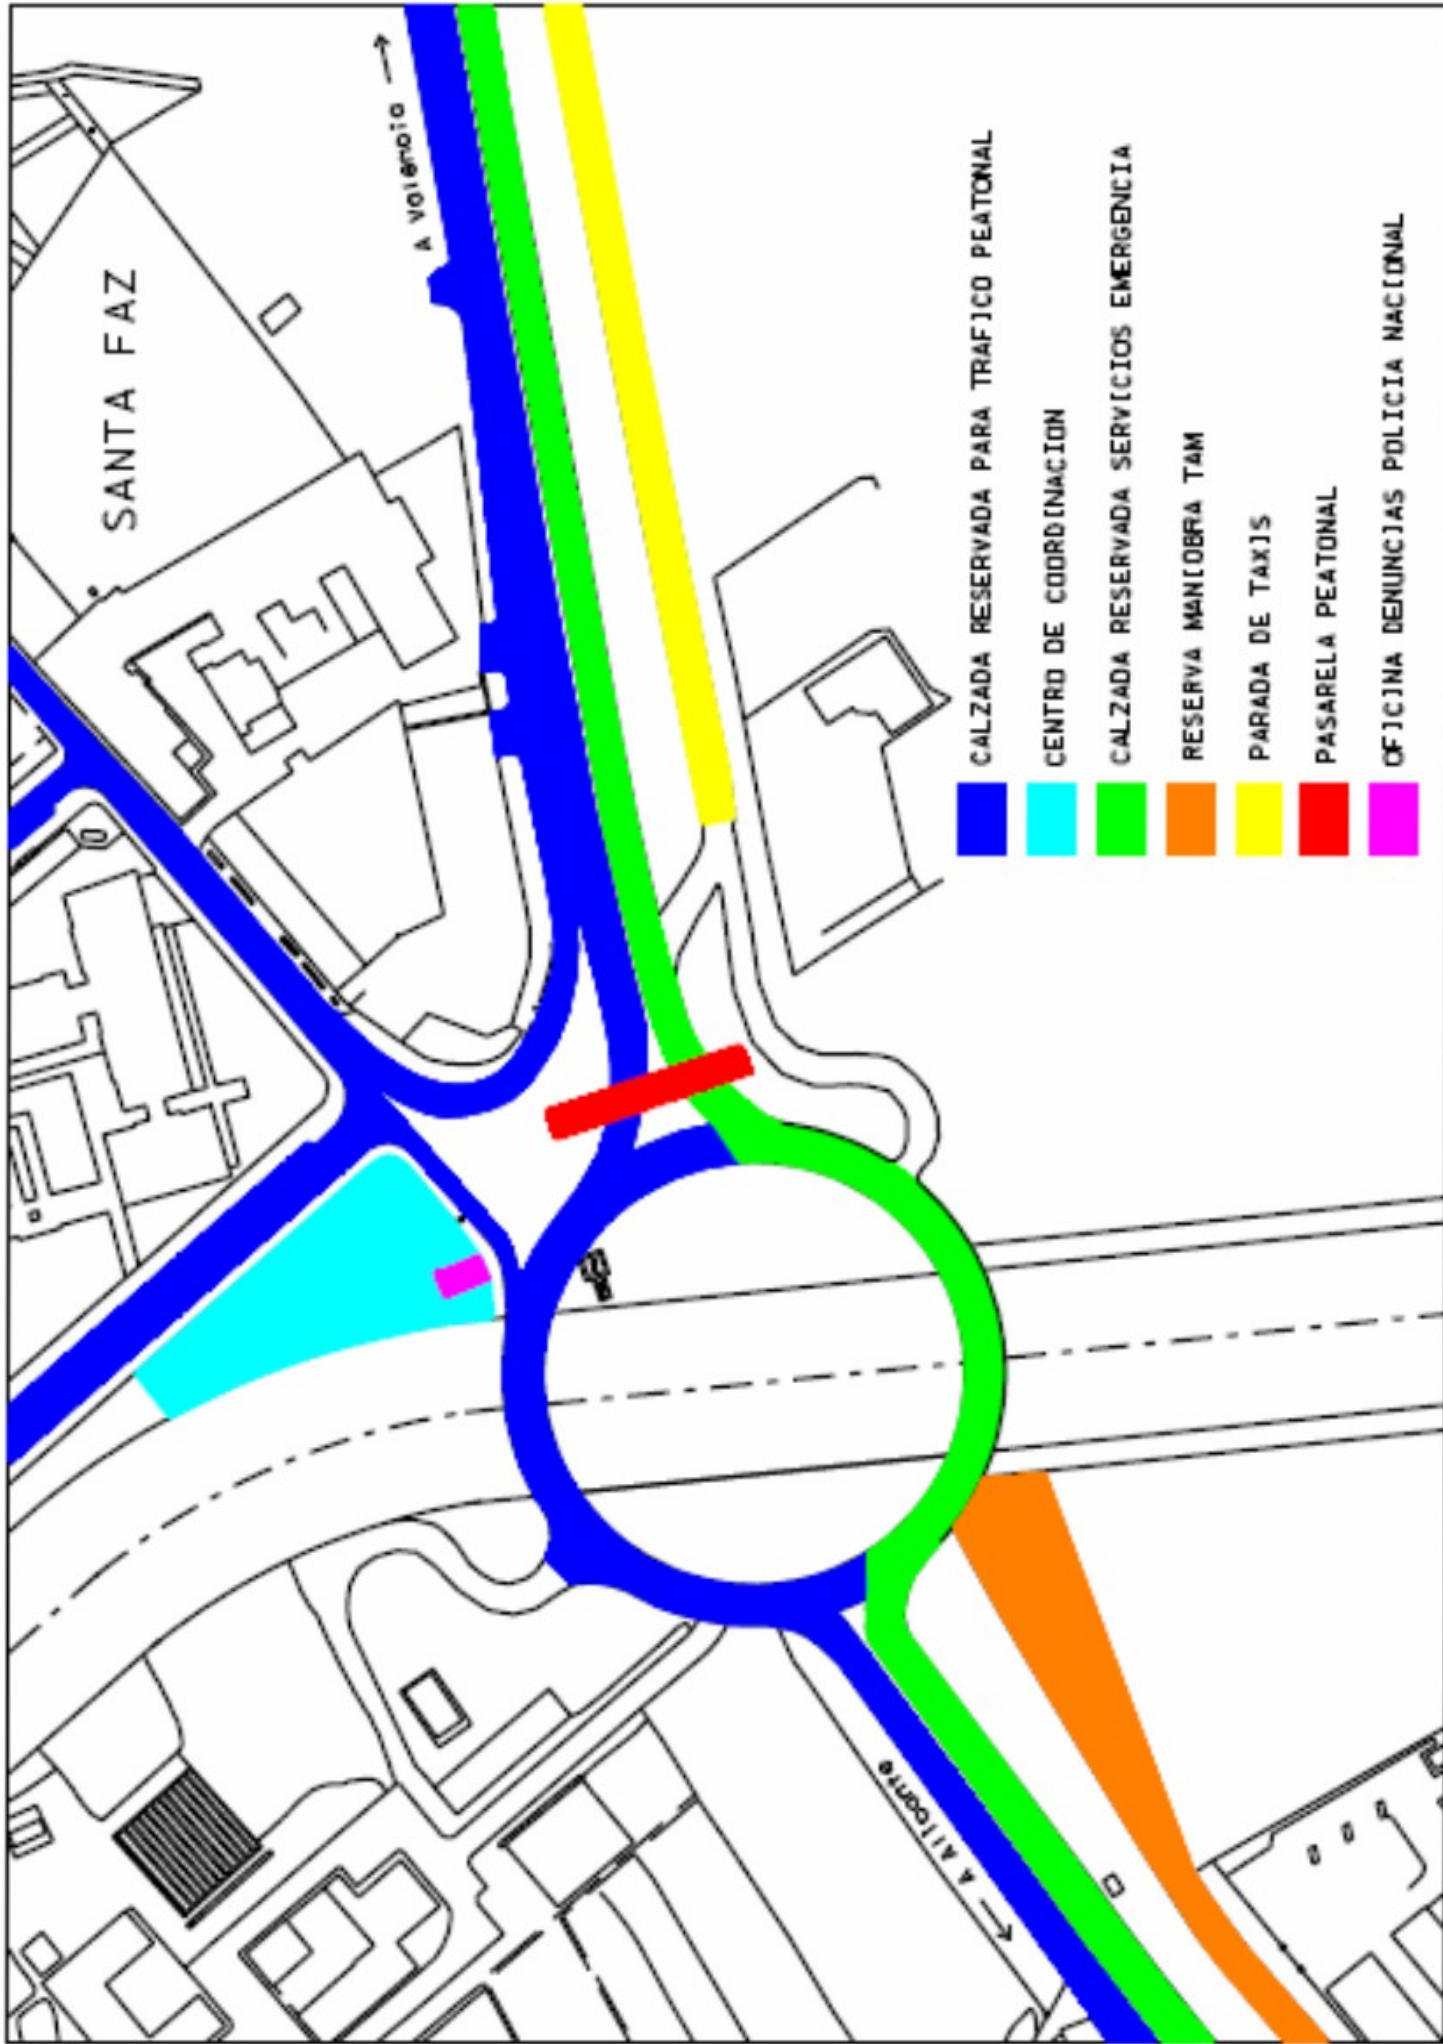 SANTA FAZ
A Valencia
A Alicante
CALZADA RESERVADA PARA TRAFICO PEATONAL
CENTRO DE COORDINACION
CALZADA RESERVADA SERVICIOS EMERGENCIA
RESERVA MANIOBRA TAM
PARADA DE TAXIS
PASARELA PEATONAL
OFICINA DENUNCIAS POLICIA NACIONAL